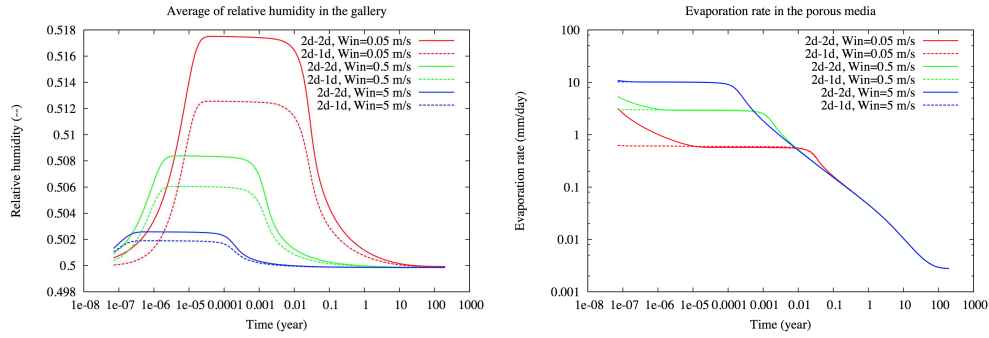 Average of relative humidity in the gallery
0.518
0.516
0.514
0.512
0.51
0.508
0.506
0.504
0.502
0.5
0.498
Relative humidity (--)
2d-2d, Win=0.05 m/s
2d-1d, Win=0.05 m/s
2d-2d, Win=0.5 m/s
2d-1d, Win=0.5 m/s
2d-2d, Win=5 m/s
2d-1d, Win=5 m/s
1e-08 1e-07 1e-06 1e-05 0.0001 0.001 0.01 0.1 1 10 100 1000
Time (year)
Evaporation rate in the porous media
100
10
1
0.1
0.01
0.001
Evaporation rate (mm/day)
2d-2d, Win=0.05 m/s
2d-1d, Win=0.05 m/s
2d-2d, Win=0.5 m/s
2d-1d, Win=0.5 m/s
2d-2d, Win=5 m/s
2d-1d, Win=5 m/s
1e-08 1e-07 1e-06 1e-05 0.0001 0.001 0.01 0.1 1 10 100 1000
Time (year)